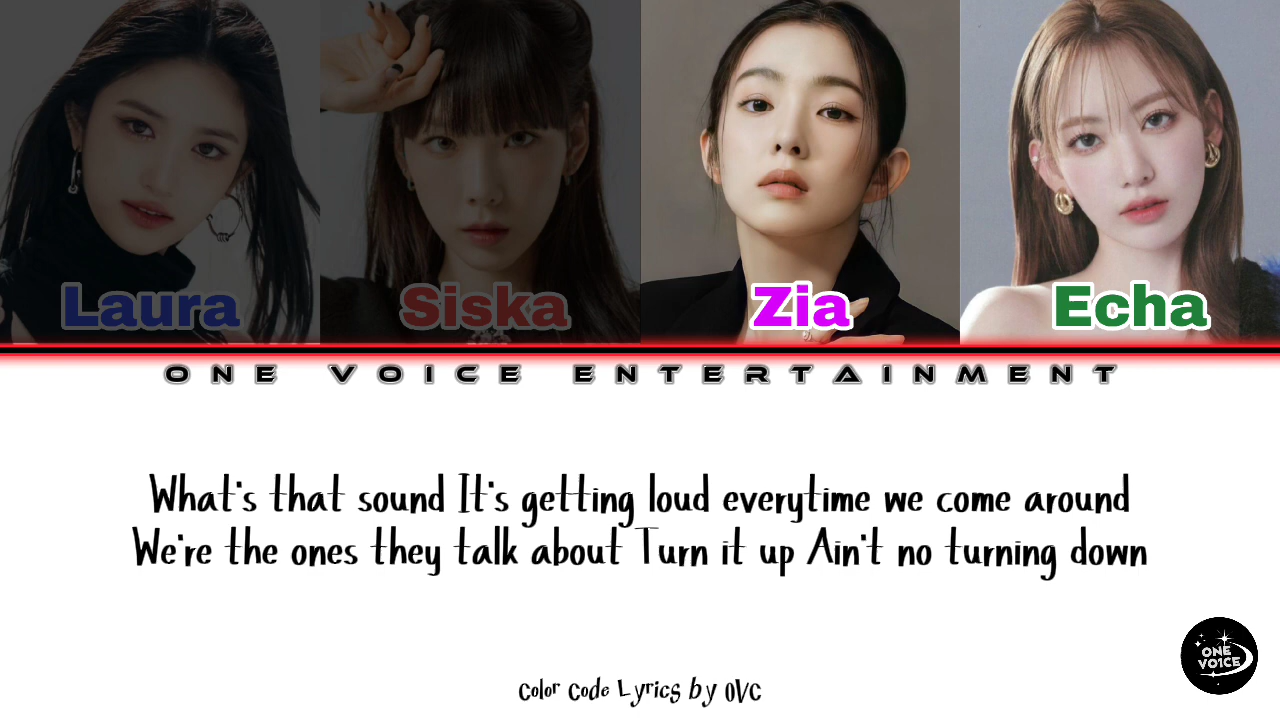 Laura Siska Zia Echa
ONE VOICE ENTERTAINMENT
What's that sound It's getting loud everytime we come around
We're the ones they talk about Turn it up Ain't no turning down
ONE
VO1CE
Color Code Lyrics by OVC